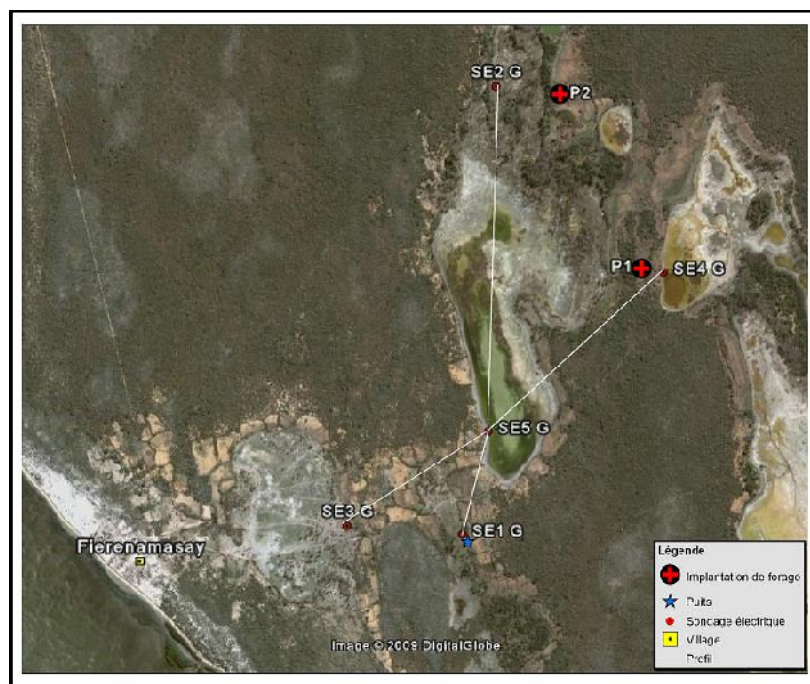 SE2 G
P2
P1
SE4 G
SE5 G
SE3 G
SE1 G
Fierenamasay
Image © 2009 DigitalGlobe
Légende
Implantation de forage
Puits
Sondage électrique
Village
Profil